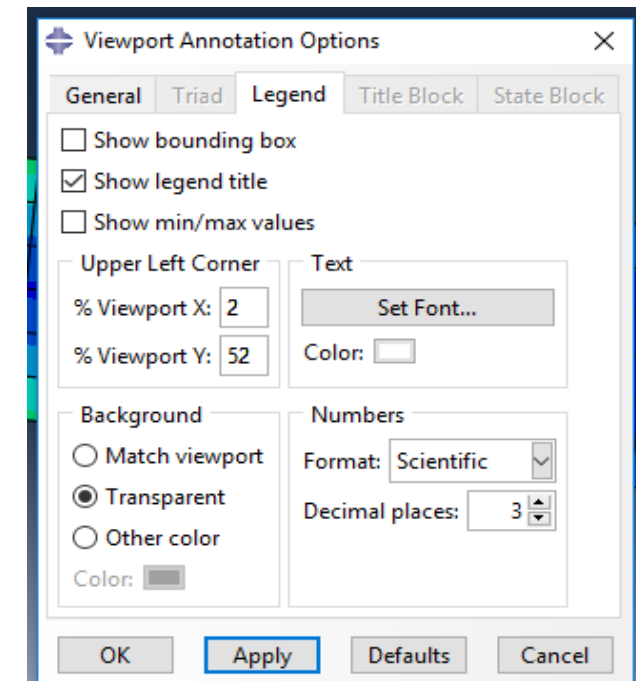 Viewport Annotation Options
General Triad Legend Title Block State Block
Show bounding box
Show legend title
Show min/max values
Upper Left Corner
% Viewport X: 2
% Viewport Y: 52
Text
Set Font...
Color:
Background
Match viewport
Transparent
Other color
Color:
Numbers
Format: Scientific
Decimal places: 3
OK Apply Defaults Cancel